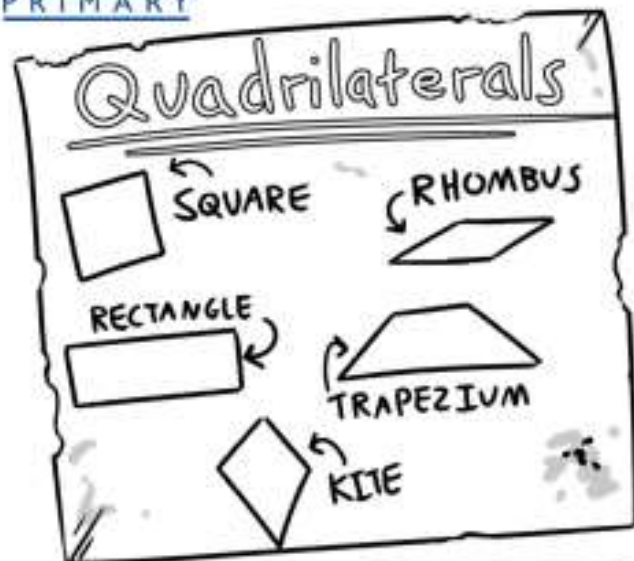 PRIMARY
Quadrilaterals
SQUARE
RHOMBUS
RECTANGLE
TRAPEZIUM
KITE